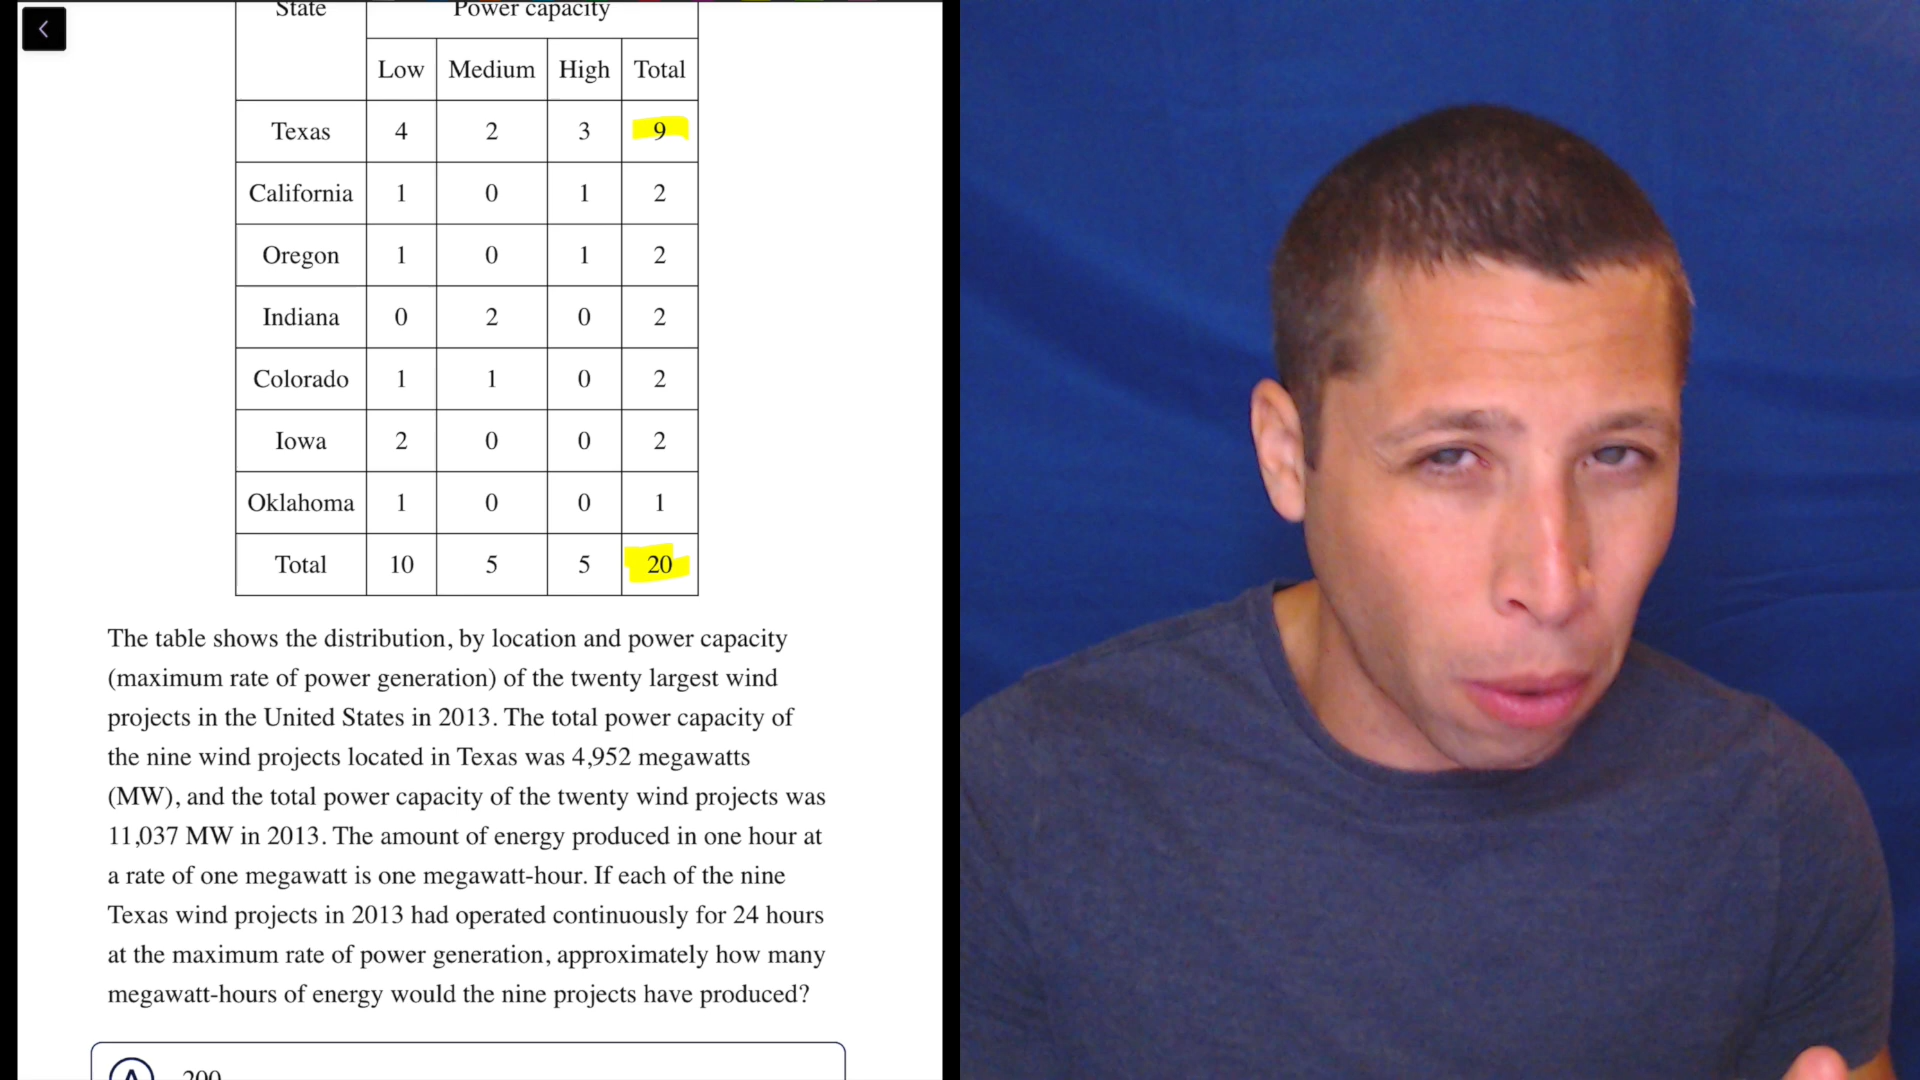 State Power capacity
Low Medium High Total
Texas 4 2 3 9
California 1 0 1 2
Oregon 1 0 1 2
Indiana 0 2 0 2
Colorado 1 1 0 2
Iowa 2 0 0 2
Oklahoma 1 0 0 1
Total 10 5 5 20
The table shows the distribution, by location and power capacity
(maximum rate of power generation) of the twenty largest wind
projects in the United States in 2013. The total power capacity of
the nine wind projects located in Texas was 4,952 megawatts
(MW), and the total power capacity of the twenty wind projects was
11,037 MW in 2013. The amount of energy produced in one hour at
a rate of one megawatt is one megawatt-hour. If each of the nine
Texas wind projects in 2013 had operated continuously for 24 hours
at the maximum rate of power generation, approximately how many
megawatt-hours of energy would the nine projects have produced?
A 200